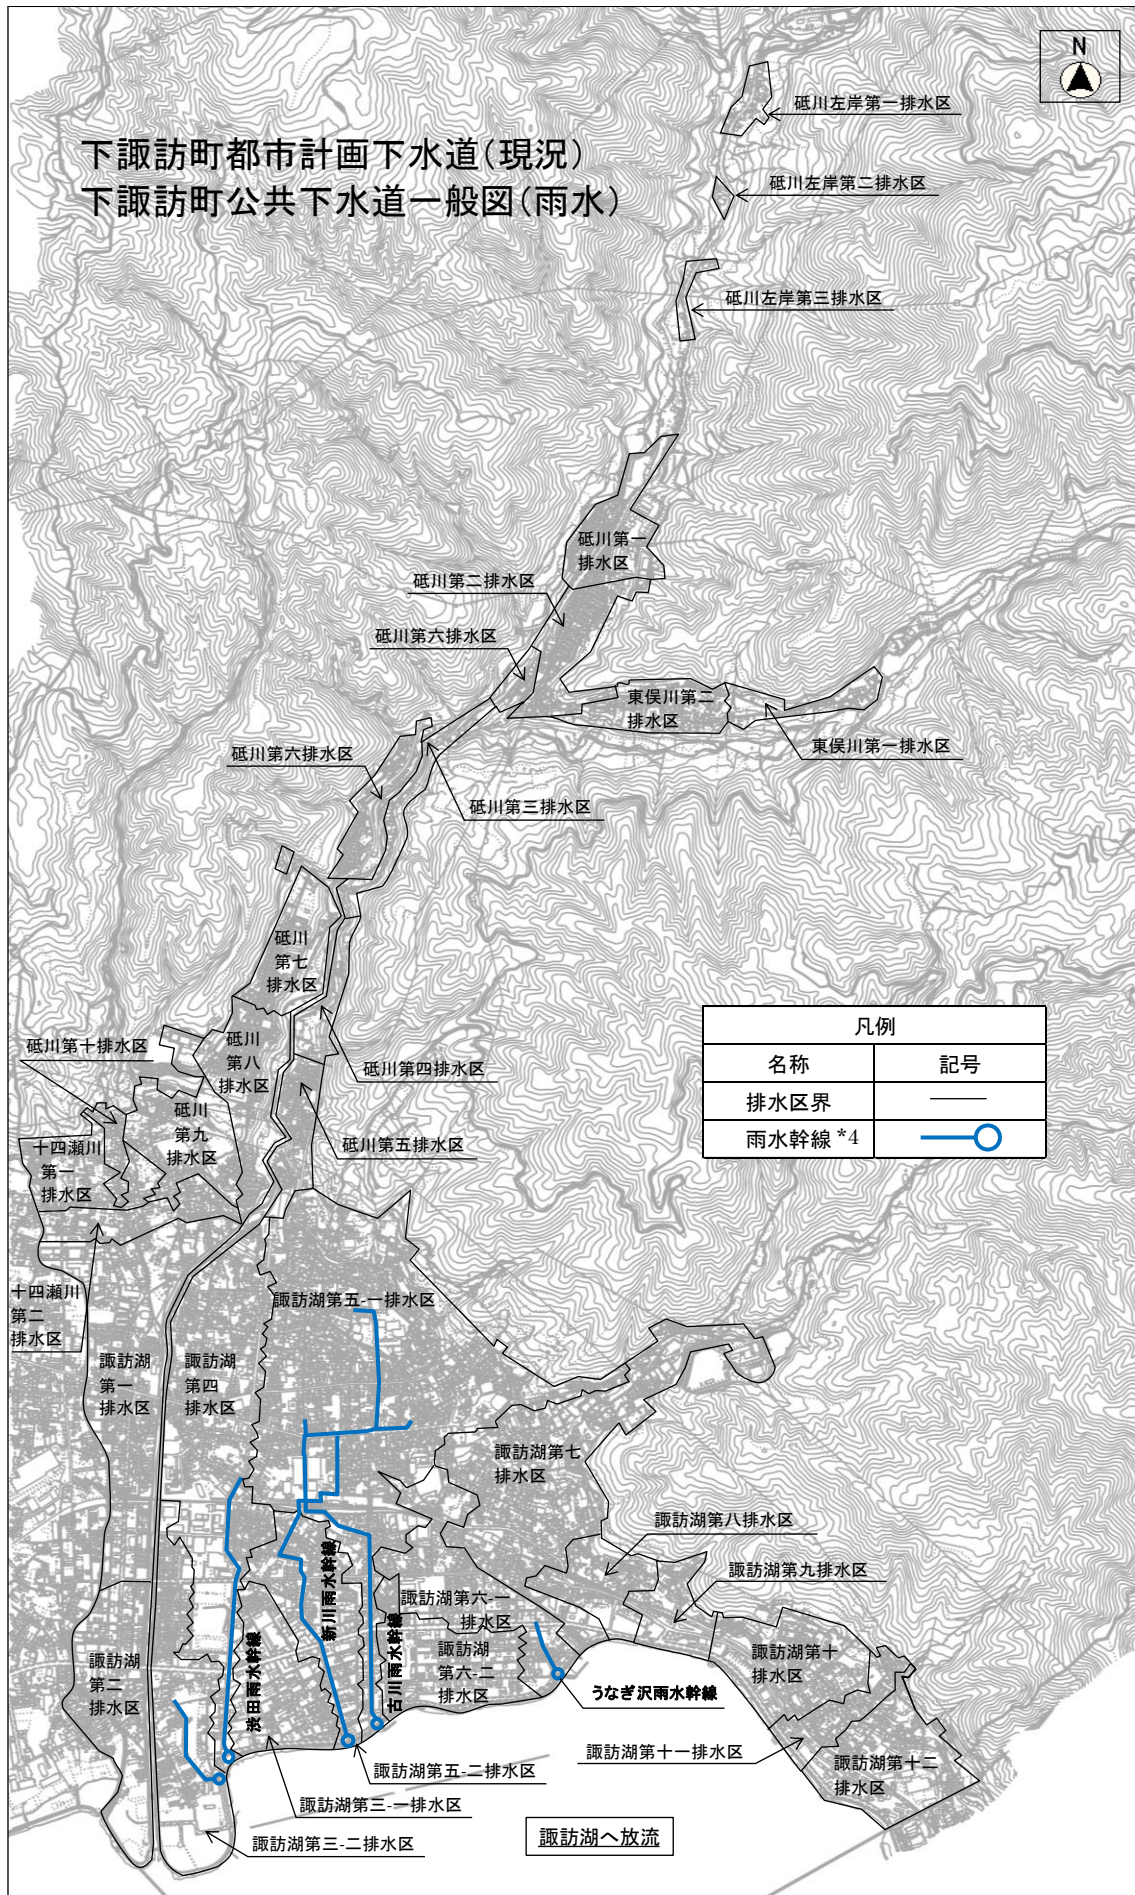 N
下諏訪町都市計画下水道(現況)
下諏訪町公共下水道一般図(雨水)
砥川左岸第一排水区
砥川左岸第二排水区
砥川左岸第三排水区
砥川第一
排水区
砥川第二排水区
砥川第六排水区
東俣川第二
排水区
東俣川第一排水区
砥川第六排水区
砥川第三排水区
砥川
第七
排水区
凡例
名称
記号
排水区界
雨水幹線 *4
砥川第十排水区
砥川
第八
排水区
砥川第四排水区
砥川
第九
排水区
砥川第五排水区
十四瀬川
第一
排水区
十四瀬川
第二
排水区
諏訪湖第五-一排水区
諏訪湖
第一
排水区
諏訪湖
第四
排水区
諏訪湖第七
排水区
諏訪湖第八排水区
諏訪湖第九排水区
新川雨水幹線
諏訪湖第六-一
排水区
諏訪湖
第六-二
排水区
古川雨水幹線
渋田雨水幹線
諏訪湖
第二
排水区
諏訪湖第十
排水区
うなぎ沢雨水幹線
諏訪湖第十一排水区
諏訪湖第十二
排水区
諏訪湖第五-二排水区
諏訪湖第三-一排水区
諏訪湖第三-二排水区
諏訪湖へ放流